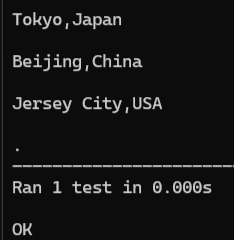 Tokyo,Japan
Beijing,China
Jersey City,USA
.
----------------------
Ran 1 test in 0.000s
OK